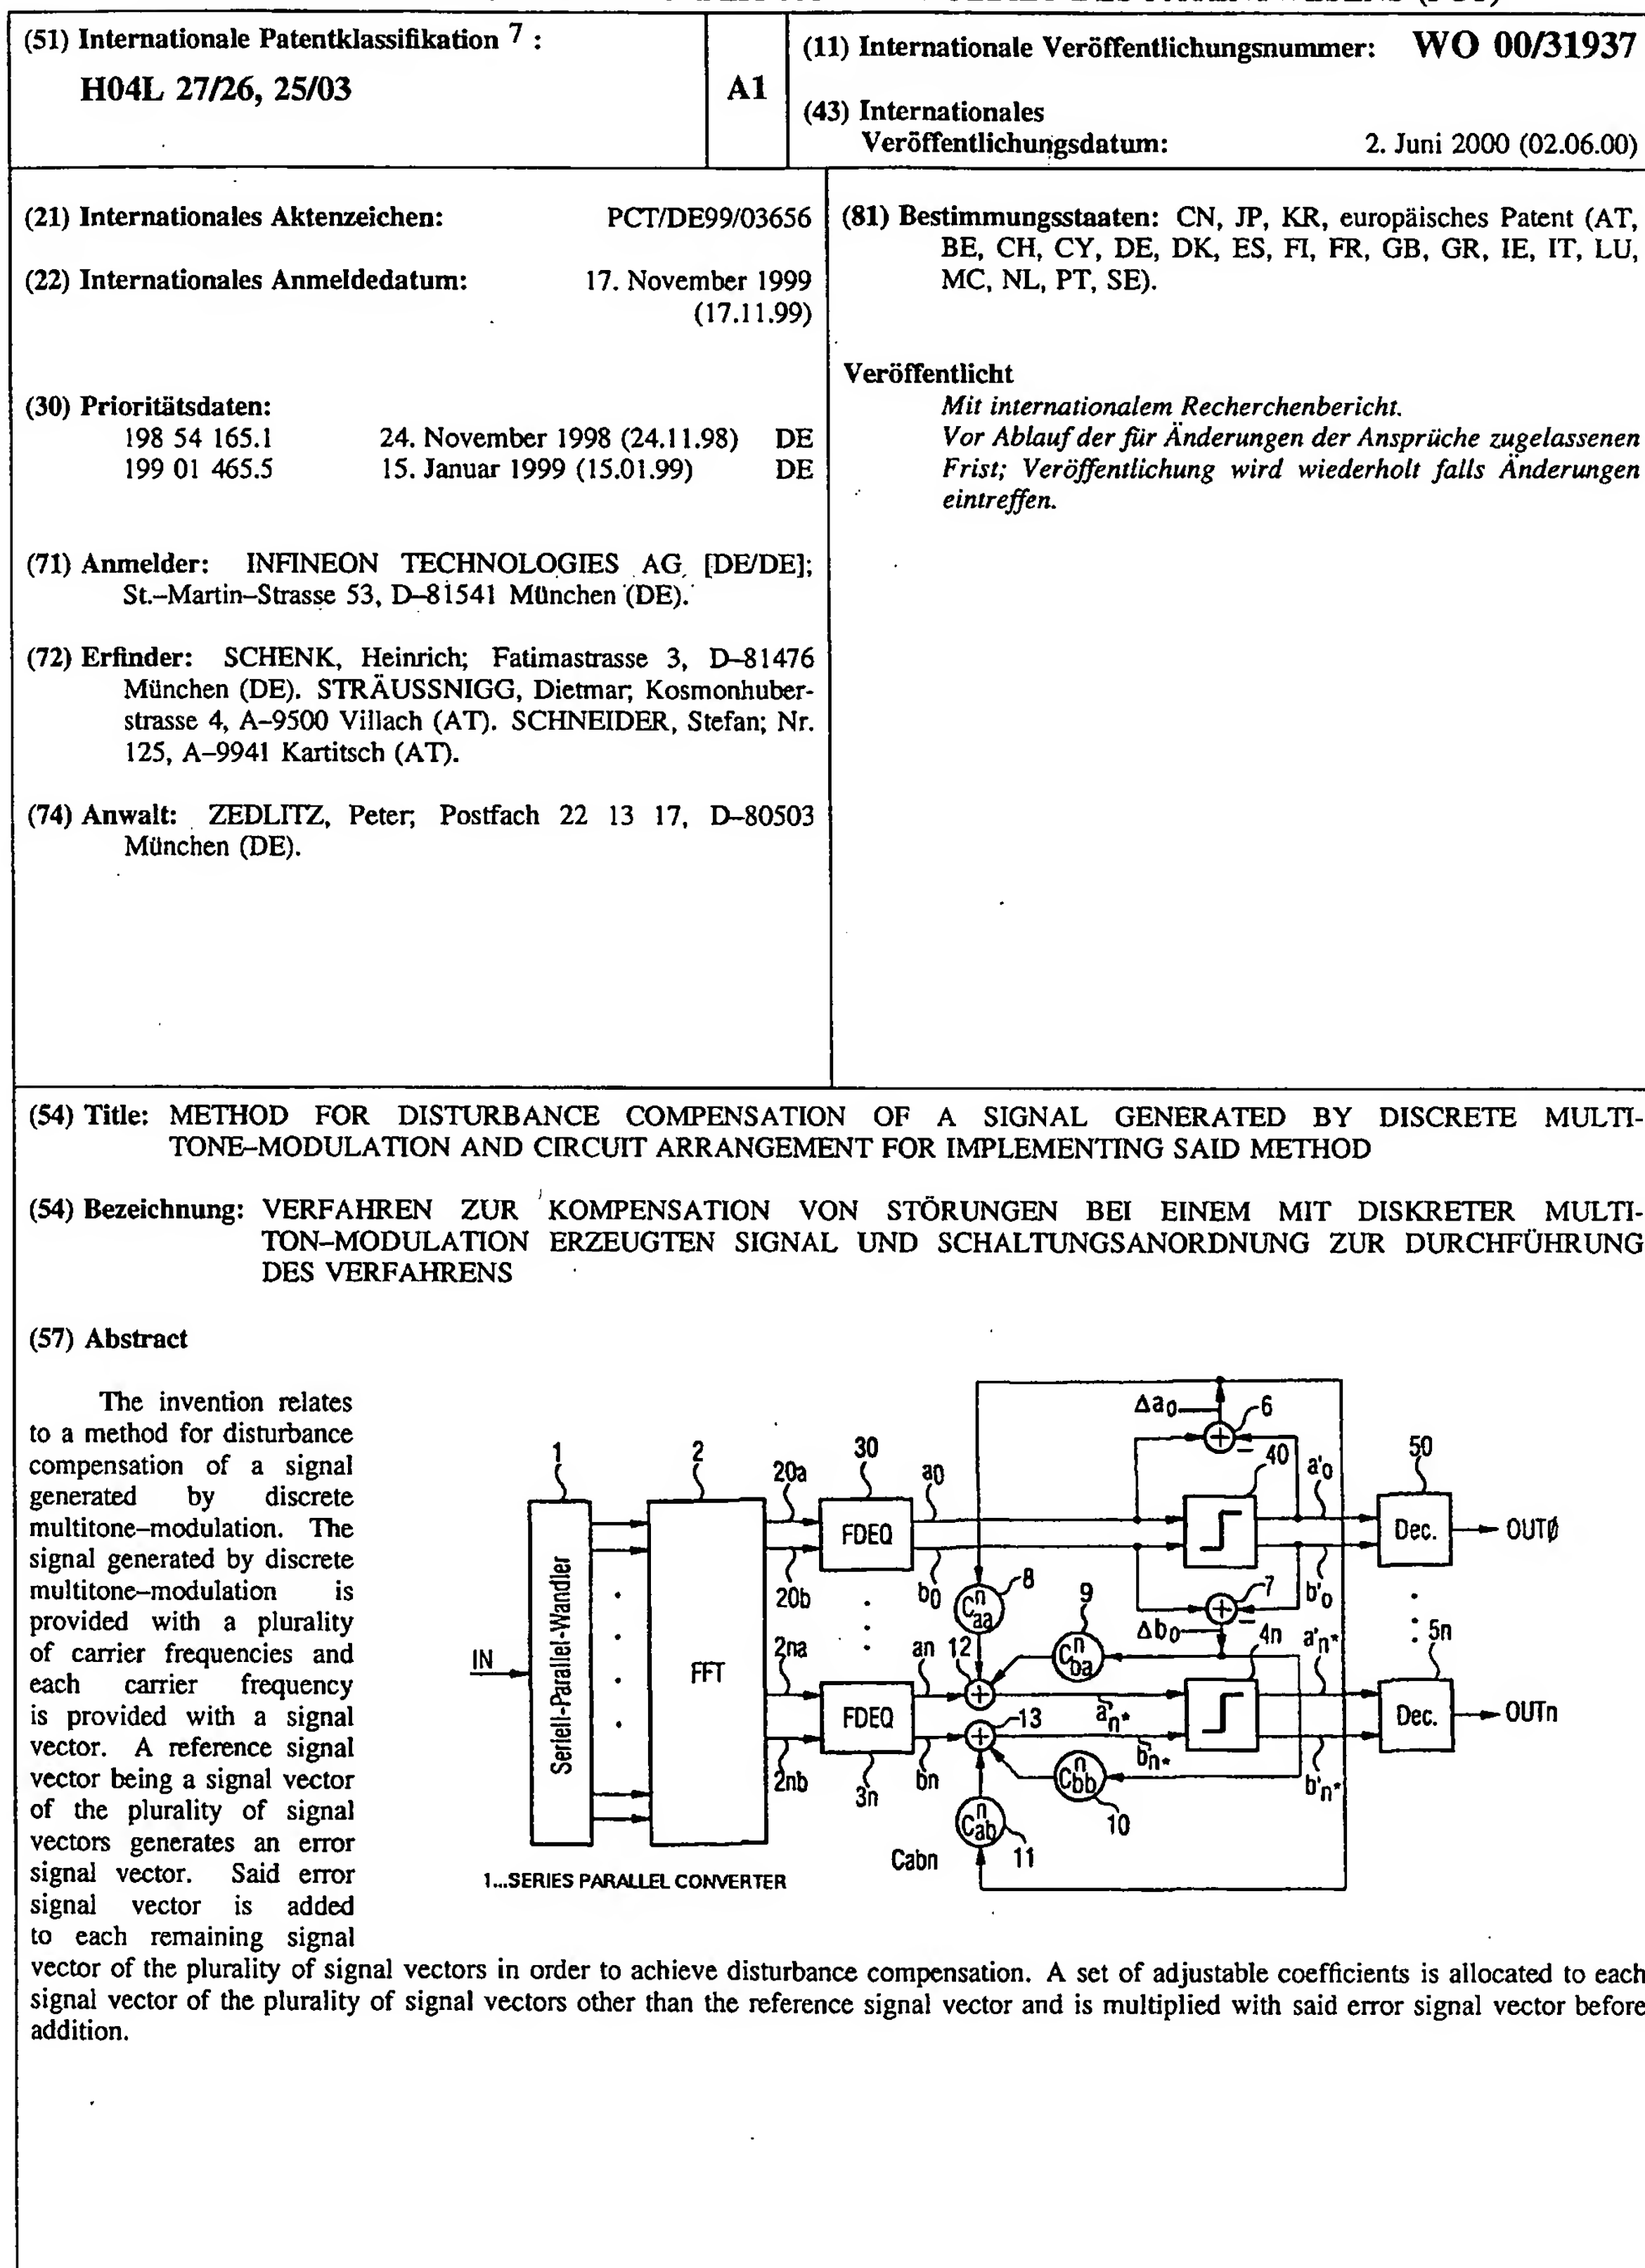 (51) Internationale Patentklassifikation 7 :
H04L 27/26, 25/03
A1
(11) Internationale Veröffentlichungsnummer: WO 00/31937
(43) Internationales
Veröffentlichungsdatum: 2. Juni 2000 (02.06.00)
(21) Internationales Aktenzeichen: PCT/DE99/03656
(22) Internationales Anmeldedatum: 17. November 1999
(17.11.99)
(30) Prioritätsdaten:
198 54 165.1 24. November 1998 (24.11.98) DE
199 01 465.5 15. Januar 1999 (15.01.99) DE
(71) Anmelder: INFINEON TECHNOLOGIES AG [DE/DE];
St.–Martin–Strasse 53, D–81541 München (DE).
(72) Erfinder: SCHENK, Heinrich; Fatimastrasse 3, D–81476
München (DE). STRÄUSSNIGG, Dietmar; Kosmonhuber-
strasse 4, A–9500 Villach (AT). SCHNEIDER, Stefan; Nr.
125, A–9941 Kartitsch (AT).
(74) Anwalt: ZEDLITZ, Peter; Postfach 22 13 17, D–80503
München (DE).
(81) Bestimmungsstaaten: CN, JP, KR, europäisches Patent (AT,
BE, CH, CY, DE, DK, ES, FI, FR, GB, GR, IE, IT, LU,
MC, NL, PT, SE).
Veröffentlicht
Mit internationalem Recherchenbericht.
Vor Ablauf der für Änderungen der Ansprüche zugelassenen
Frist; Veröffentlichung wird wiederholt falls Änderungen
eintreffen.
(54) Title: METHOD FOR DISTURBANCE COMPENSATION OF A SIGNAL GENERATED BY DISCRETE MULTI-
TONE–MODULATION AND CIRCUIT ARRANGEMENT FOR IMPLEMENTING SAID METHOD
(54) Bezeichnung: VERFAHREN ZUR KOMPENSATION VON STÖRUNGEN BEI EINEM MIT DISKRETER MULTI-
TON–MODULATION ERZEUGTEN SIGNAL UND SCHALTUNGSANORDNUNG ZUR DURCHFÜHRUNG
DES VERFAHRENS
(57) Abstract
The invention relates
to a method for disturbance
compensation of a signal
generated by discrete
multitone–modulation. The
signal generated by discrete
multitone–modulation is
provided with a plurality
of carrier frequencies and
each carrier frequency
is provided with a signal
vector. A reference signal
vector being a signal vector
of the plurality of signal
vectors generates an error
signal vector. Said error
signal vector is added
to each remaining signal
vector of the plurality of signal vectors in order to achieve disturbance compensation. A set of adjustable coefficients is allocated to each
signal vector of the plurality of signal vectors other than the reference signal vector and is multiplied with said error signal vector before
addition.
IN
1
Seriell-Parallel-Wandler
2
FFT
20a
20b
2na
2nb
30
FDEQ
FDEQ
3n
a0
b0
an
bn
Δa0
6
40
a'0
50
Dec.
OUTØ
8
Cnaa
9
Cnba
7
b'0
Δb0
4n
a'n*
5n
12
13
ãn*
b̃n*
Dec.
OUTn
b'n*
Cnbb
10
Cnab
11
Cabn
1...SERIES PARALLEL CONVERTER